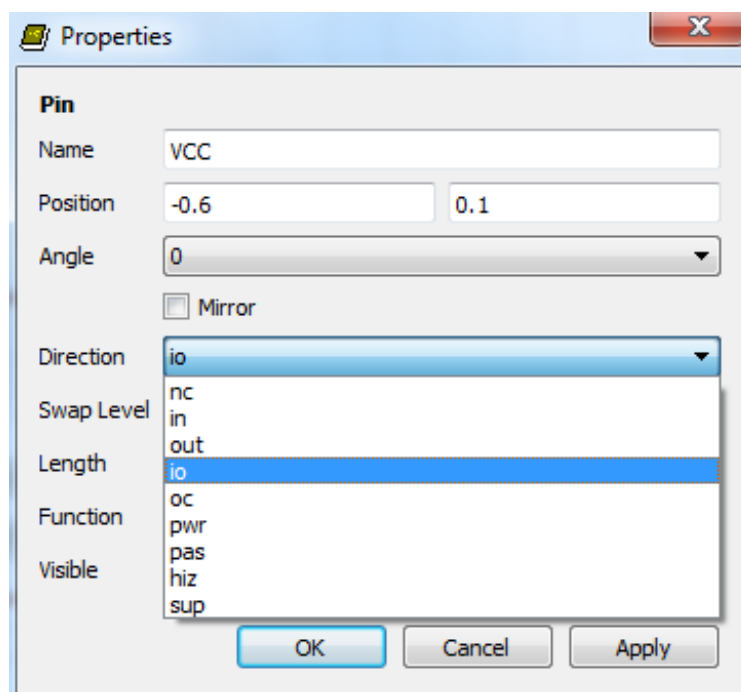 Properties
Pin
Name VCC
Position -0.6 0.1
Angle 0
Mirror
Direction io
nc
Swap Level in
out
Length io
oc
Function pwr
pas
Visible hiz
sup
OK Cancel Apply